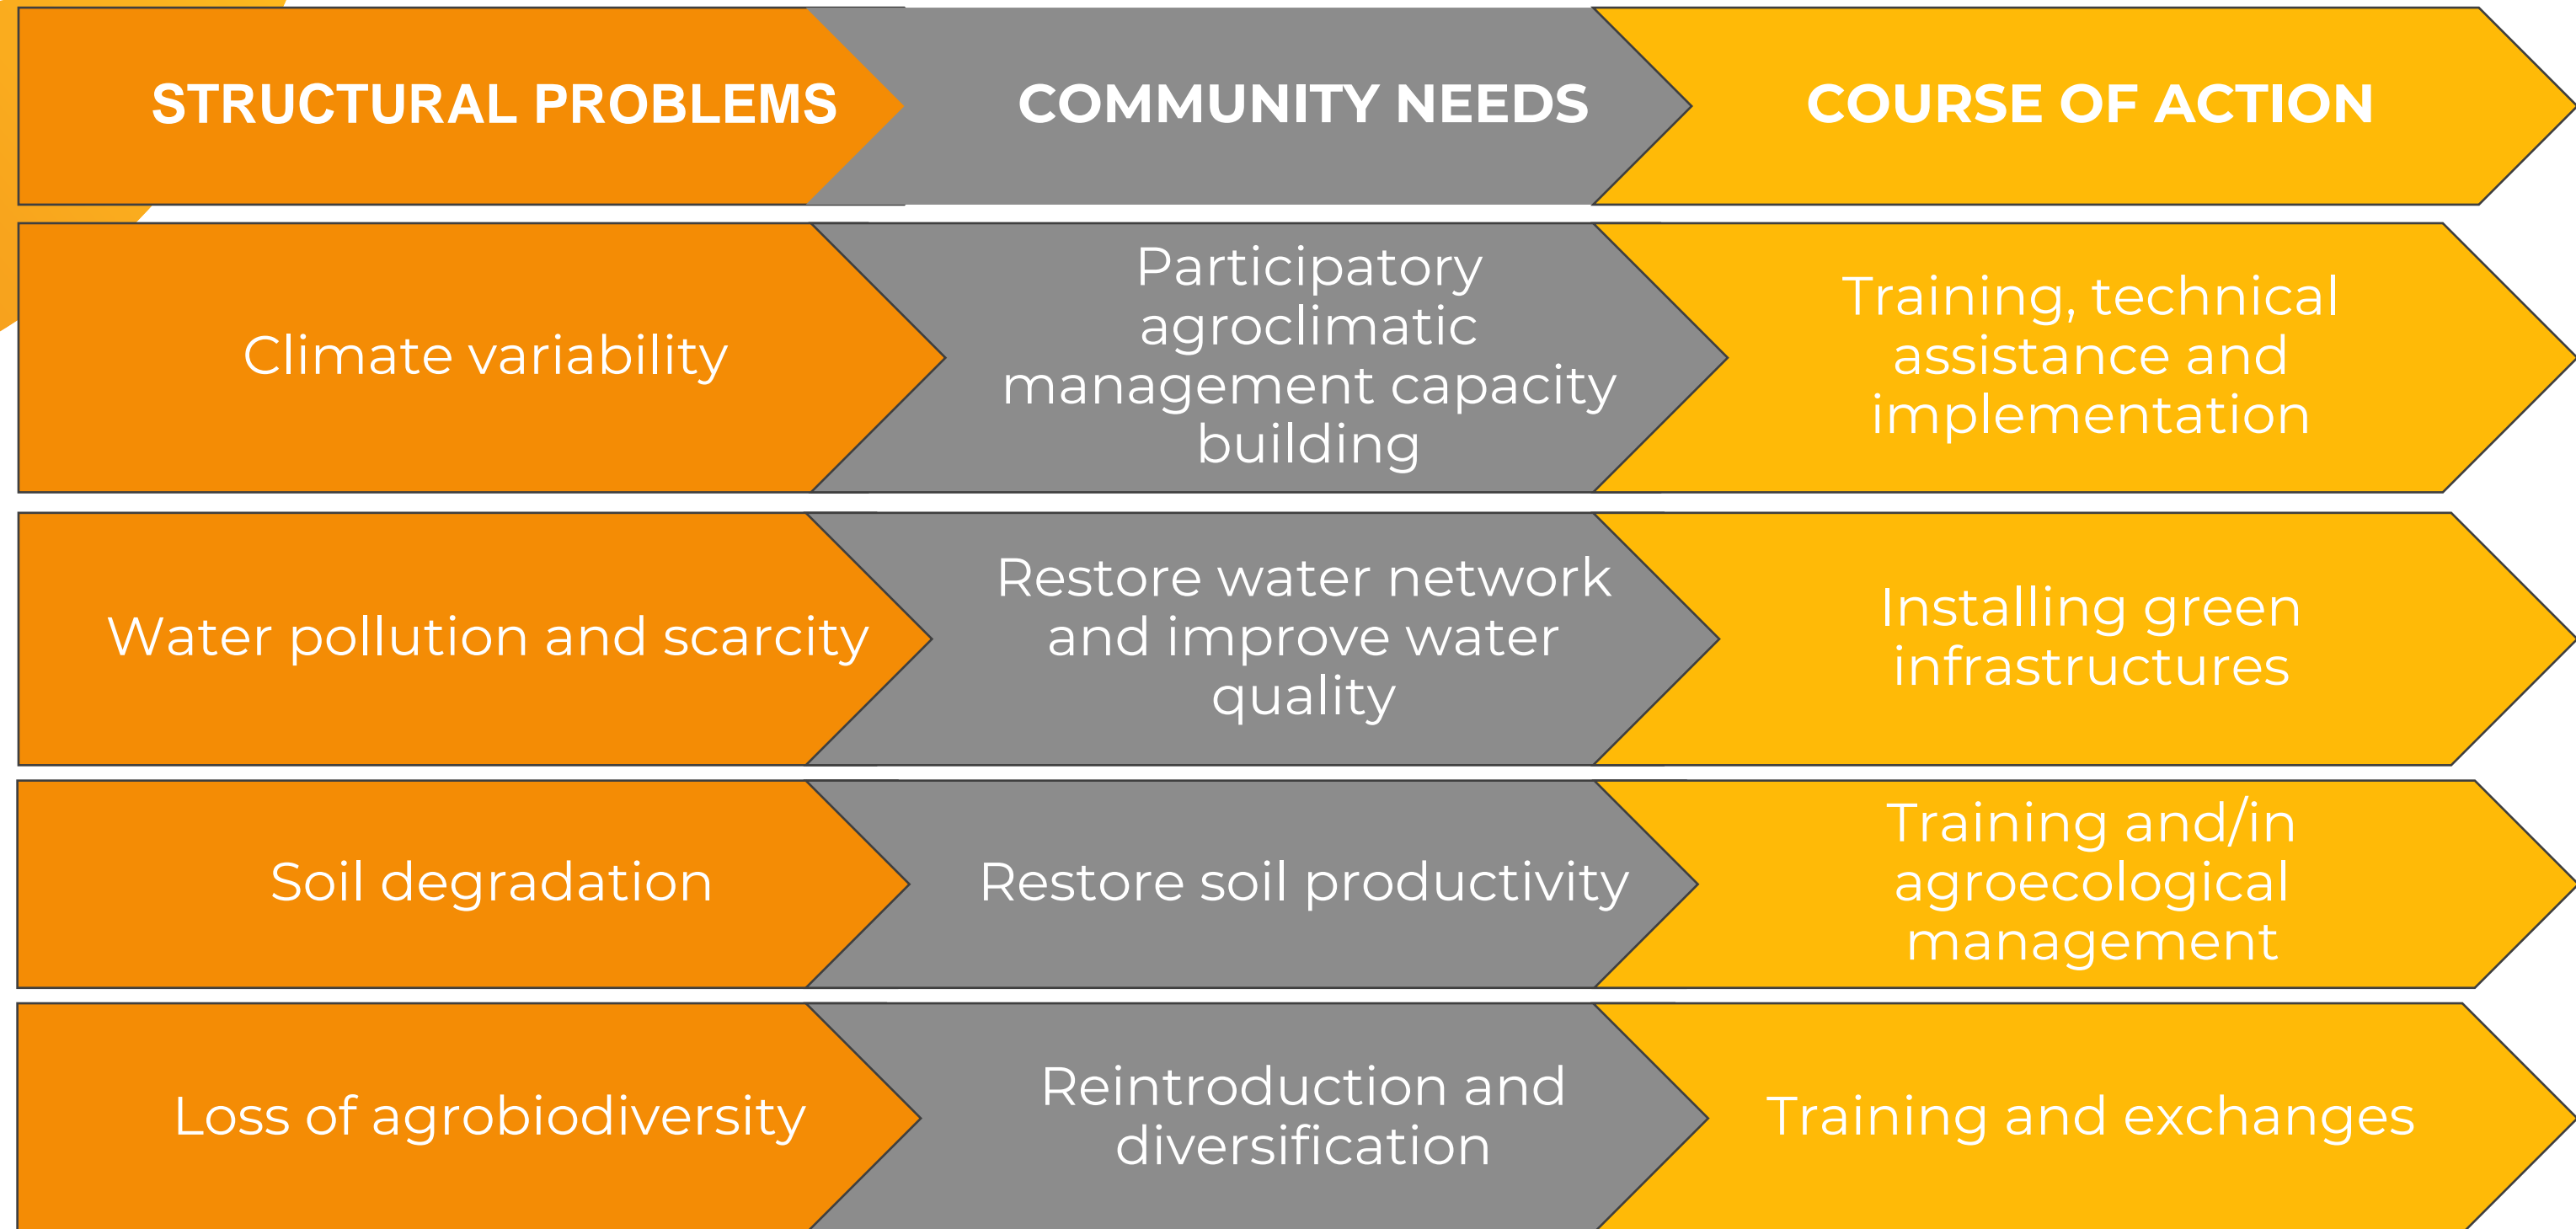 STRUCTURAL PROBLEMS
COMMUNITY NEEDS
COURSE OF ACTION
Climate variability
Participatory
agroclimatic
management capacity
building
Training, technical
assistance and
implementation
Water pollution and scarcity
Restore water network
and improve water
quality
Installing green
infrastructures
Soil degradation
Restore soil productivity
Training and/in
agroecological
management
Loss of agrobiodiversity
Reintroduction and
diversification
Training and exchanges